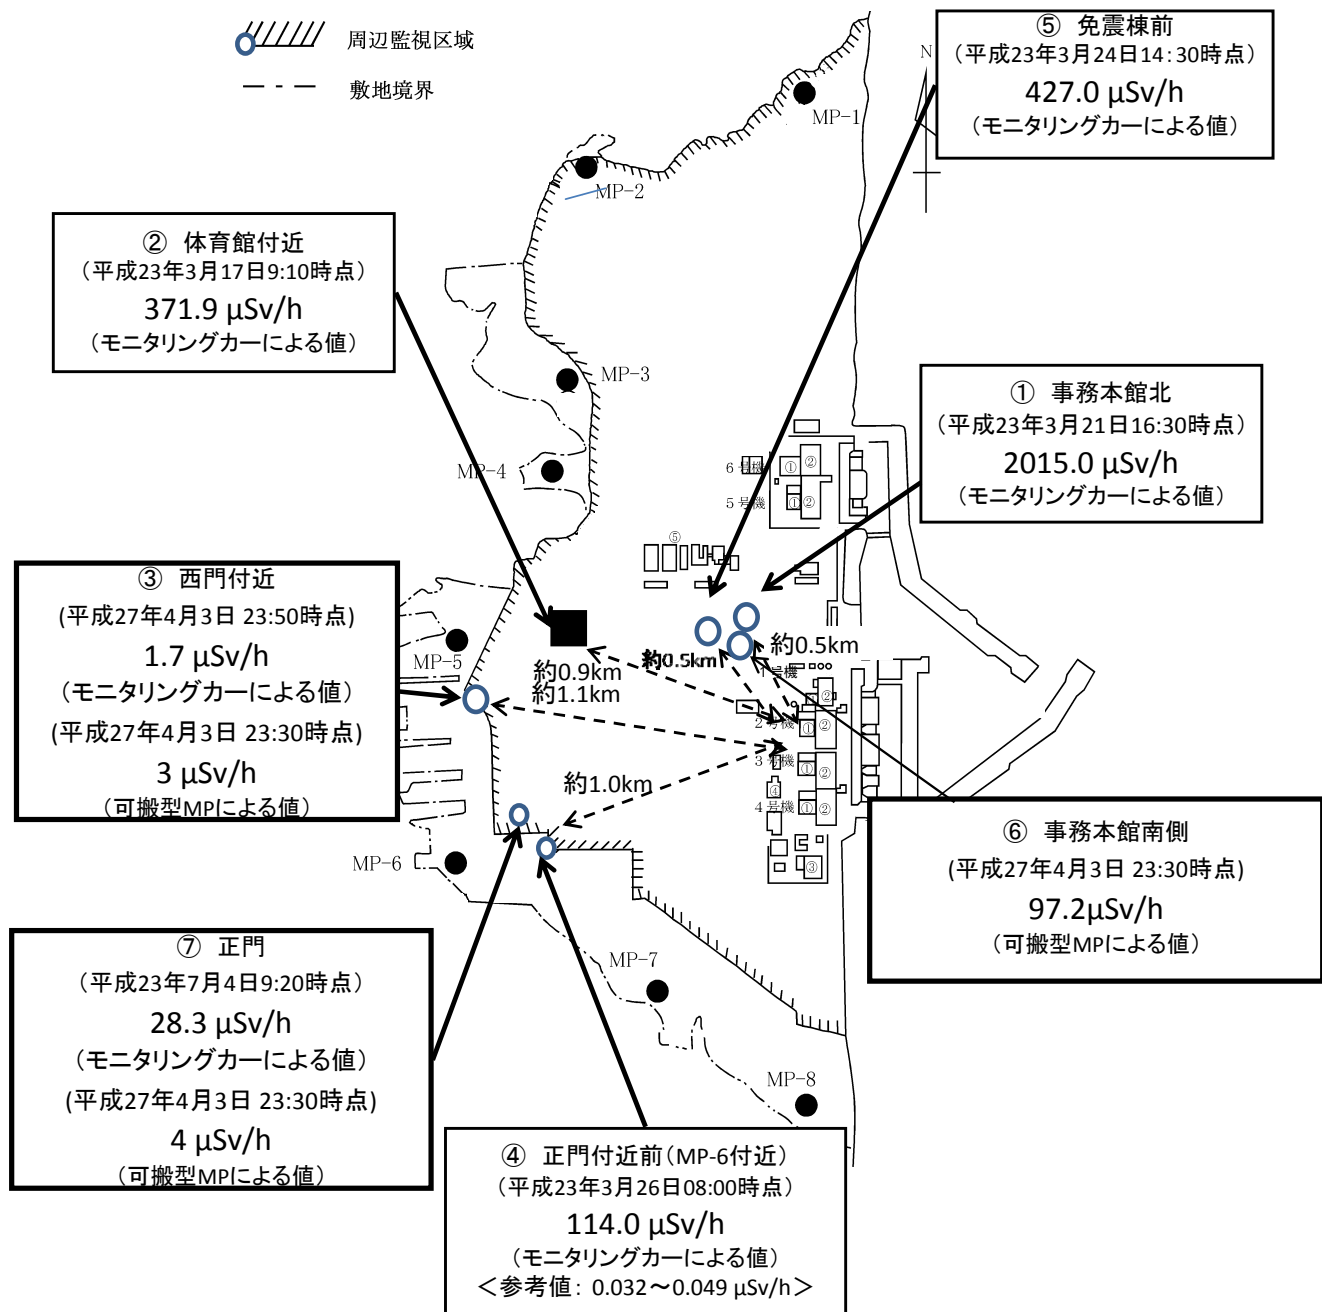 周辺監視区域
敷地境界
⑤ 免震棟前
(平成23年3月24日14:30時点)
427.0 μSv/h
(モニタリングカーによる値)
N
MP-1
MP-2
② 体育館付近
(平成23年3月17日9:10時点)
371.9 μSv/h
(モニタリングカーによる値)
MP-3
① 事務本館北
(平成23年3月21日16:30時点)
2015.0 μSv/h
(モニタリングカーによる値)
MP-4
6号機
① ②
5号機
① ②
⑤
③ 西門付近
(平成27年4月3日 23:50時点)
1.7 μSv/h
(モニタリングカーによる値)
(平成27年4月3日 23:30時点)
3 μSv/h
(可搬型MPによる値)
MP-5
約0.9km
約1.1km
約0.5km
約0.5km
1号機
②
2号機
① ②
3号機
① ②
約1.0km
④
4号機
① ②
③
MP-6
⑥ 事務本館南側
(平成27年4月3日 23:30時点)
97.2μSv/h
(可搬型MPによる値)
⑦ 正門
(平成23年7月4日9:20時点)
28.3 μSv/h
(モニタリングカーによる値)
(平成27年4月3日 23:30時点)
4 μSv/h
(可搬型MPによる値)
MP-7
MP-8
④ 正門付近前(MP-6付近)
(平成23年3月26日08:00時点)
114.0 μSv/h
(モニタリングカーによる値)
<参考値: 0.032～0.049 μSv/h>